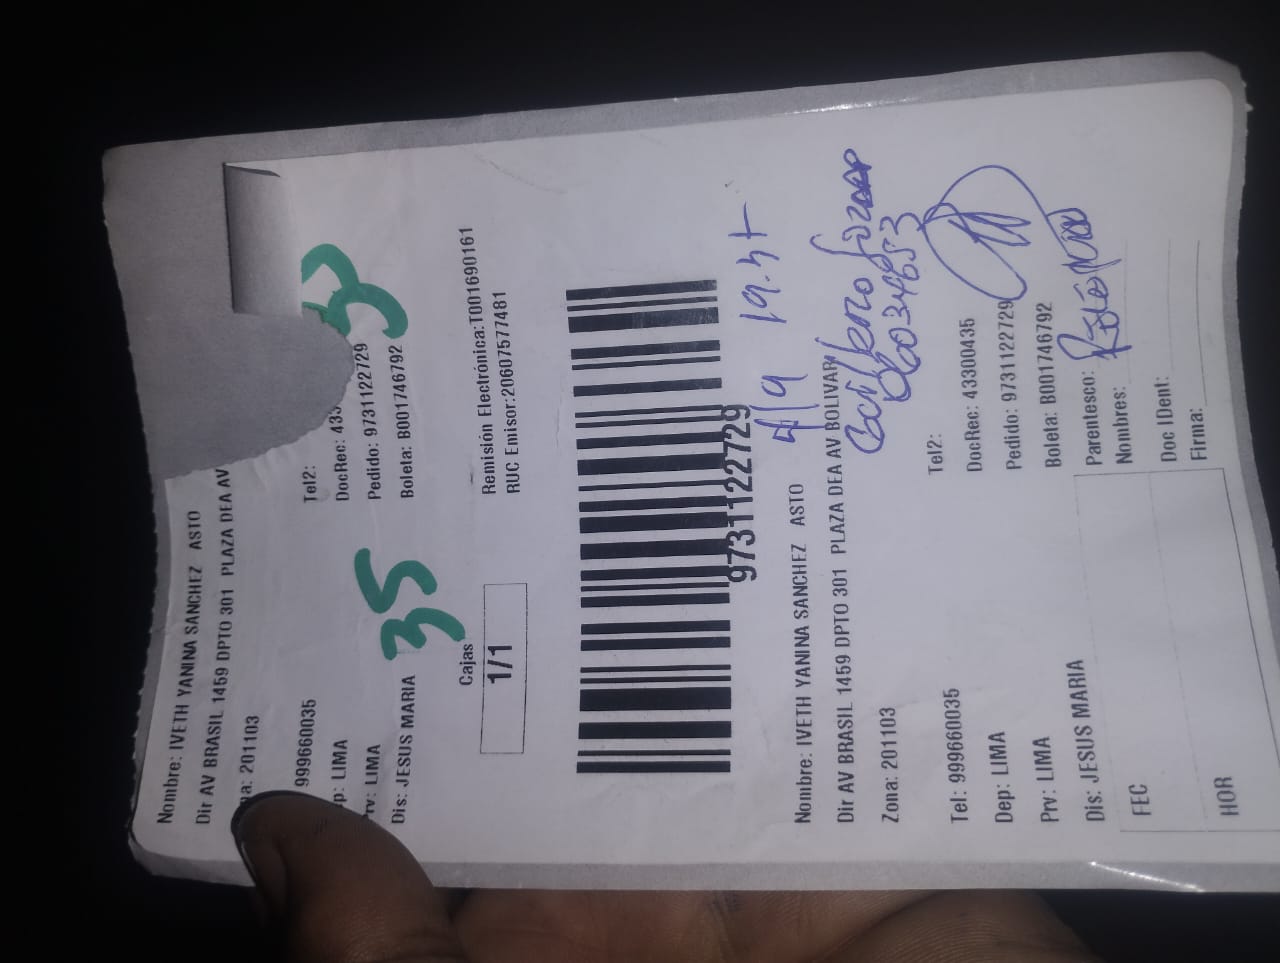 Nombre: IVETH YANINA SANCHEZ ASTO
Dir AV BRASIL 1459 DPTO 301 PLAZA DEA AV
na: 201103
999660035
Tel2:
p: LIMA
DocRec: 433
rv: LIMA
Pedido: 9731122729
Dis: JESUS MARIA
Boleta: B001746792
35
Cajas
1/1
Remisión Electrónica:T001690161
RUC Emisor:20607577481
9731122729
4/9
Nombre: IVETH YANINA SANCHEZ ASTO
Dir AV BRASIL 1459 DPTO 301 PLAZA DEA AV BOLIVAR
Zona: 201103
Tel: 999660035
Tel2:
Dep: LIMA
DocRec: 43300435
Prv: LIMA
Pedido: 9731122729
Dis: JESUS MARIA
Boleta: B001746792
FEC
Parentesco:
Nombres:
HOR
Doc IDent:
Firma: